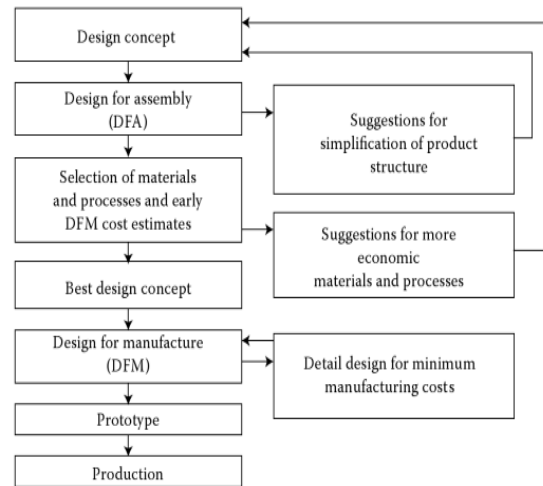 Design concept
Design for assembly
(DFA)
Suggestions for
simplification of product
structure
Selection of materials
and processes and early
DFM cost estimates
Suggestions for more
economic
materials and processes
Best design concept
Design for manufacture
(DFM)
Detail design for minimum
manufacturing costs
Prototype
Production